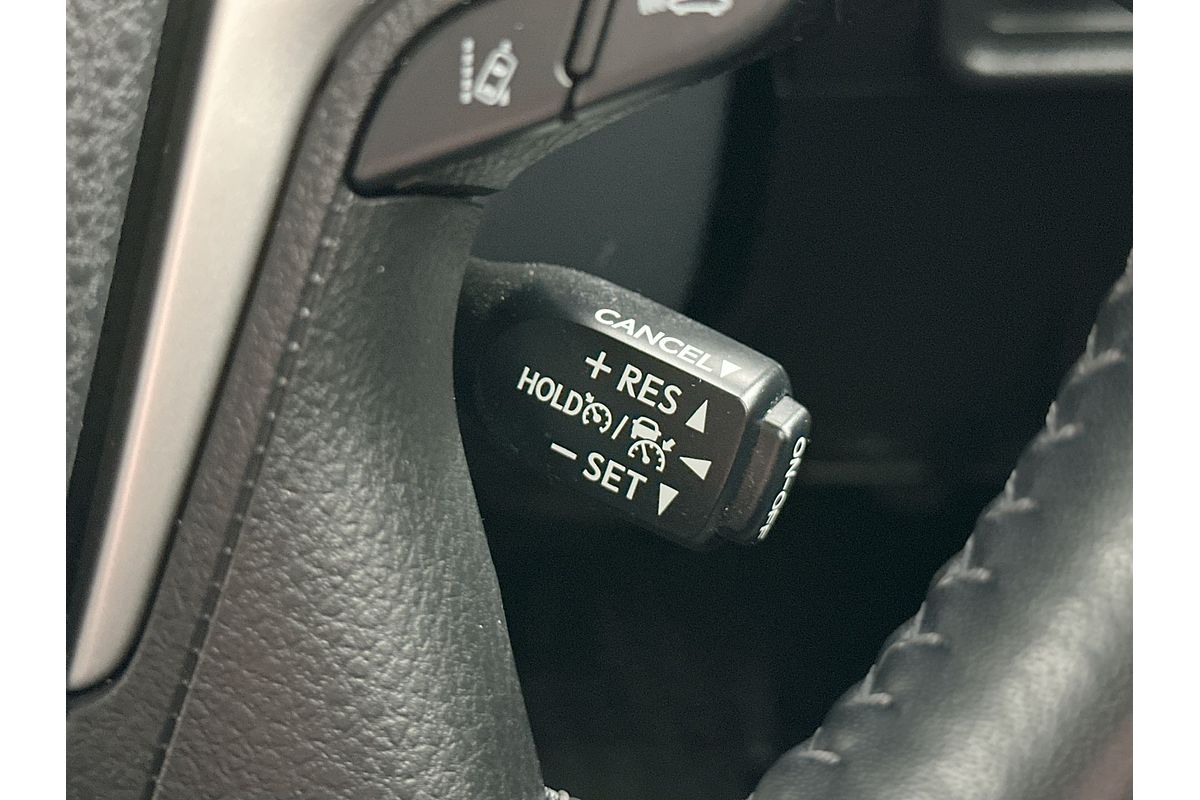 CANCEL▼
+ RES ▲
HOLD / ◀
− SET ▼
ON-OFF